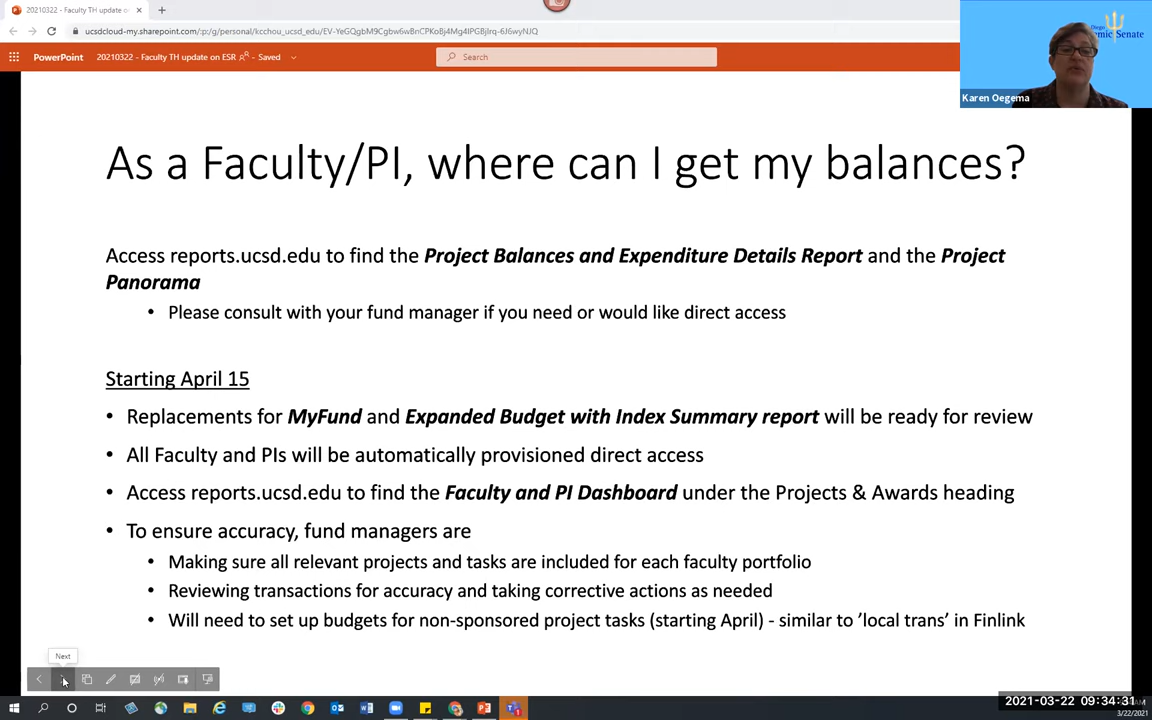 20210322 - Faculty TH update o
ucsdcloud-my.sharepoint.com/:p:/g/personal/kcchou_ucsd_edu/EV-YeGQgbM9Cgbw6wBnCPKoBj4Mg4IPGBjlrq-6J6wyNJQ
PowerPoint
20210322 - Faculty TH update on ESR - Saved
Search
Diego
emic Senate
Karen Oegema
As a Faculty/PI, where can I get my balances?
Access reports.ucsd.edu to find the Project Balances and Expenditure Details Report and the Project
Panorama
• Please consult with your fund manager if you need or would like direct access
Starting April 15
• Replacements for MyFund and Expanded Budget with Index Summary report will be ready for review
• All Faculty and PIs will be automatically provisioned direct access
• Access reports.ucsd.edu to find the Faculty and PI Dashboard under the Projects & Awards heading
• To ensure accuracy, fund managers are
• Making sure all relevant projects and tasks are included for each faculty portfolio
• Reviewing transactions for accuracy and taking corrective actions as needed
• Will need to set up budgets for non-sponsored project tasks (starting April) - similar to ’local trans’ in Finlink
Next
2021-03-22 09:34:31
3/22/2021